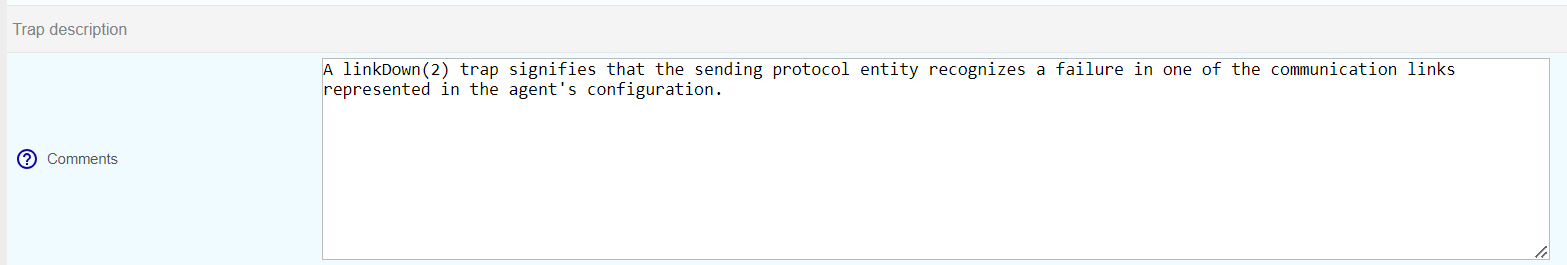 Trap description
A linkDown(2) trap signifies that the sending protocol entity recognizes a failure in one of the communication links
represented in the agent's configuration.
Comments